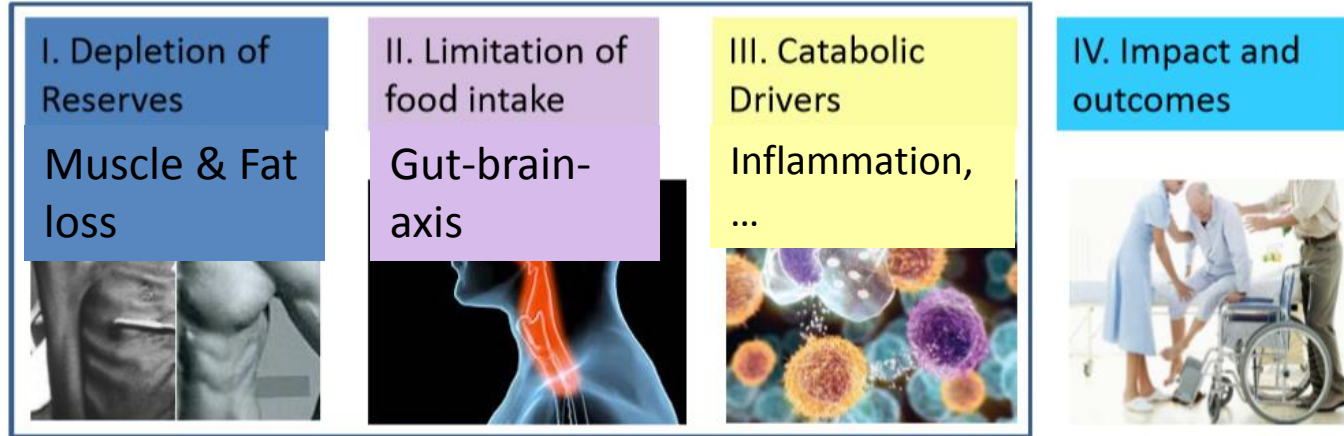 I. Depletion of
Reserves
Muscle & Fat
loss
II. Limitation of
food intake
Gut-brain-
axis
III. Catabolic
Drivers
Inflammation,
…
IV. Impact and
outcomes